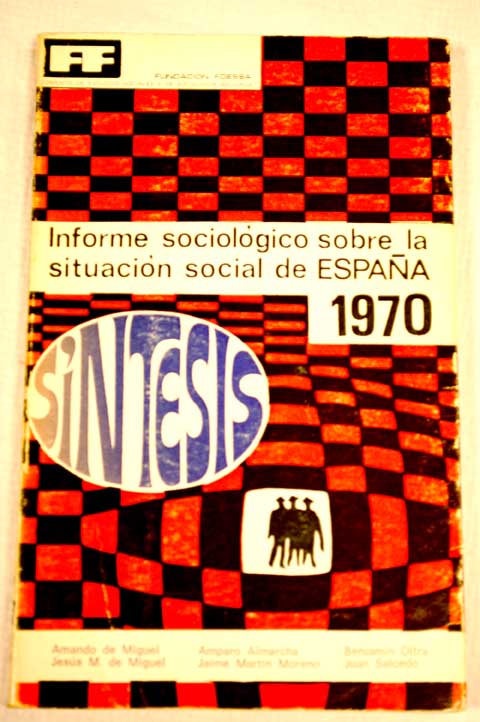 FF
FUNDACION FOESSA
Informe sociológico sobre la
situación social de ESPAÑA
1970
SíNTESIS
Amando de Miguel Amparo Almarcha Benjamín Oltra
Jesús M. de Miguel Jaime Martín Moreno Juan Salcedo